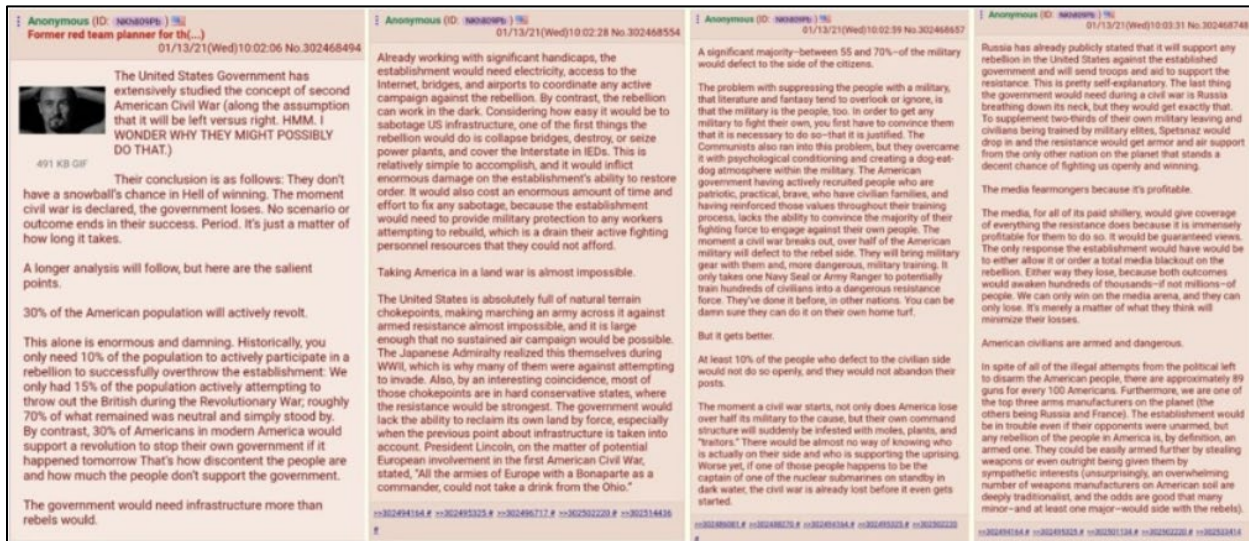 Anonymous (ID: NKh809Pb)
Former red team planner for th(...)
01/13/21(Wed)10:02:06 No.302468494
The United States Government has
extensively studied the concept of second
American Civil War (along the assumption
that it will be left versus right. HMM. I
WONDER WHY THEY MIGHT POSSIBLY
DO THAT.)
491 KB GIF
Their conclusion is as follows: They don't
have a snowball's chance in Hell of winning. The moment
civil war is declared, the government loses. No scenario or
outcome ends in their success. Period. It's just a matter of
how long it takes.
A longer analysis will follow, but here are the salient
points.
30% of the American population will actively revolt.
This alone is enormous and damning. Historically, you
only need 10% of the population to actively participate in a
rebellion to successfully overthrow the establishment: We
only had 15% of the population actively attempting to
throw out the British during the Revolutionary War; roughly
70% of what remained was neutral and simply stood by.
By contrast, 30% of Americans in modern America would
support a revolution to stop their own government if it
happened tomorrow That's how discontent the people are
and how much the people don't support the government.
The government would need infrastructure more than
rebels would.
Anonymous (ID: NKh809Pb)
01/13/21(Wed)10:02:28 No.302468554
Already working with significant handicaps, the
establishment would need electricity, access to the
Internet, bridges, and airports to coordinate any active
campaign against the rebellion. By contrast, the rebellion
can work in the dark. Considering how easy it would be to
sabotage US infrastructure, one of the first things the
rebellion would do is collapse bridges, destroy, or seize
power plants, and cover the Interstate in IEDs. This is
relatively simple to accomplish, and it would inflict
enormous damage on the establishment's ability to restore
order. It would also cost an enormous amount of time and
effort to fix any sabotage, because the establishment
would need to provide military protection to any workers
attempting to rebuild, which is a drain their active fighting
personnel resources that they could not afford.
Taking America in a land war is almost impossible.
The United States is absolutely full of natural terrain
chokepoints, making marching an army across it against
armed resistance almost impossible, and it is large
enough that no sustained air campaign would be possible.
The Japanese Admiralty realized this themselves during
WWII, which is why many of them were against attempting
to invade. Also, by an interesting coincidence, most of
those chokepoints are in hard conservative states, where
the resistance would be strongest. The government would
lack the ability to reclaim its own land by force, especially
when the previous point about infrastructure is taken into
account. President Lincoln, on the matter of potential
European involvement in the first American Civil War,
stated, "All the armies of Europe with a Bonaparte as a
commander, could not take a drink from the Ohio."
>>302494164 # >>302495325 # >>302496717 # >>302502220 # >>302514436
#
Anonymous (ID: NKh809Pb)
01/13/21(Wed)10:02:59 No.302468657
A significant majority–between 55 and 70%–of the military
would defect to the side of the citizens.
The problem with suppressing the people with a military,
that literature and fantasy tend to overlook or ignore, is
that the military is the people, too. In order to get any
military to fight their own, you first have to convince them
that it is necessary to do so–that it is justified. The
Communists also ran into this problem, but they overcame
it with psychological conditioning and creating a dog-eat-
dog atmosphere within the military. The American
government having actively recruited people who are
patriotic, practical, brave, who have civilian families, and
having reinforced those values throughout their training
process, lacks the ability to convince the majority of their
fighting force to engage against their own people. The
moment a civil war breaks out, over half of the American
military will defect to the rebel side. They will bring military
gear with them and, more dangerous, military training. It
only takes one Navy Seal or Army Ranger to potentially
train hundreds of civilians into a dangerous resistance
force. They've done it before, in other nations. You can be
damn sure they can do it on their own home turf.
But it gets better.
At least 10% of the people who defect to the civilian side
would not do so openly, and they would not abandon their
posts.
The moment a civil war starts, not only does America lose
over half its military to the cause, but their own command
structure will suddenly be infested with moles, plants, and
"traitors." There would be almost no way of knowing who
is actually on their side and who is supporting the uprising.
Worse yet, if one of those people happens to be the
captain of one of the nuclear submarines on standby in
dark water, the civil war is already lost before it even gets
started.
>>302486081 # >>302498270 # >>302494164 # >>302495325 # >>302502220
#
Anonymous (ID: NKh809Pb)
01/13/21(Wed)10:03:31 No.302468748
Russia has already publicly stated that it will support any
rebellion in the United States against the established
government and will send troops and aid to support the
resistance. This is pretty self-explanatory. The last thing
the government would need during a civil war is Russia
breathing down its neck, but they would get exactly that.
To supplement two-thirds of their own military leaving and
civilians being trained by military elites, Spetsnaz would
drop in and the resistance would get armor and air support
from the only other nation on the planet that stands a
decent chance of fighting us openly and winning.
The media fearmongers because it's profitable.
The media, for all of its paid shillery, would give coverage
of everything the resistance does because it is immensely
profitable for them to do so. It would be guaranteed views.
The only response the establishment would have would be
to either allow it or order a total media blackout on the
rebellion. Either way they lose, because both outcomes
would awaken hundreds of thousands–if not millions–of
people. We can only win on the media arena, and they can
only lose. It's merely a matter of what they think will
minimize their losses.
American civilians are armed and dangerous.
In spite of all of the illegal attempts from the political left
to disarm the American people, there are approximately 89
guns for every 100 Americans. Furthermore, we are one of
the top three arms manufacturers on the planet (the
others being Russia and France). The establishment would
be in trouble even if their opponents were unarmed, but
any rebellion of the people in America is, by definition, an
armed one. They could be easily armed further by stealing
weapons or even outright being given them by
sympathetic interests (unsurprisingly, an overwhelming
number of weapons manufacturers on American soil are
deeply traditionalist, and the odds are good that many
minor–and at least one major–would side with the rebels).
>>302494164 # >>302495325 # >>302501134 # >>302502220 # >>302533414